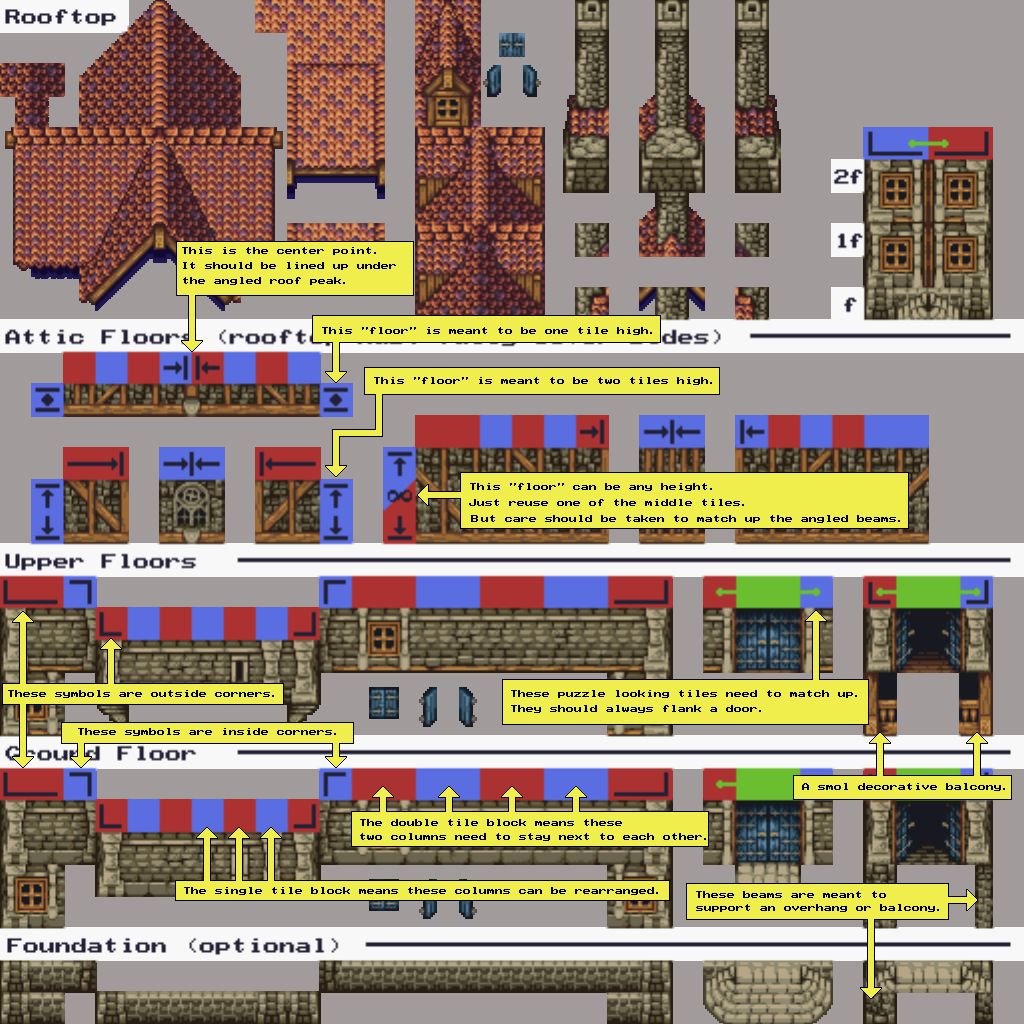 Rooftop
2f
1f
f
This is the center point.
It should be lined up under
the angled roof peak.
This "floor" is meant to be one tile high.
Attic Floors (roofto
des)
This "floor" is meant to be two tiles high.
This "floor" can be any height.
Just reuse one of the middle tiles.
But care should be taken to match up the angled beams.
Upper Floors
These symbols are outside corners.
These puzzle looking tiles need to match up.
They should always flank a door.
These symbols are inside corners.
Ground Floor
A smol decorative balcony.
The double tile block means these
two columns need to stay next to each other.
The single tile block means these columns can be rearranged.
These beams are meant to
support an overhang or balcony.
Foundation (optional)